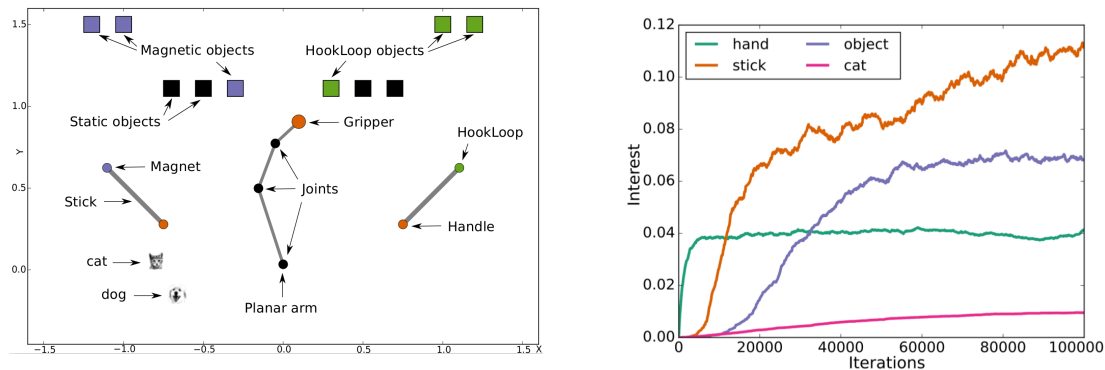 1.5
Magnetic objects
HookLoop objects
1.0
Static objects
Gripper
HookLoop
Y
Magnet
0.5
Joints
Stick
Handle
cat
0.0
dog
Planar arm
−1.5 −1.0 −0.5 0.0 0.5 1.0 1.5 X
0.12
hand object
stick cat
0.10
0.08
Interest
0.06
0.04
0.02
0.00
0 20000 40000 60000 80000 100000
Iterations